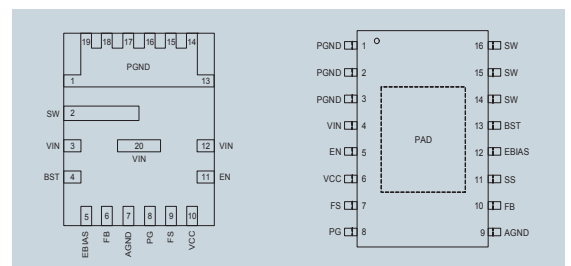 19 18 17 16 15 14
PGND
1 13
SW 2
VIN 3 20 12 VIN
VIN
BST 4 11 EN
5 6 7 8 9 10
EBIAS FB AGND PG FS VCC
PGND 1 16 SW
PGND 2 15 SW
PGND 3 14 SW
VIN 4 13 BST
PAD
EN 5 12 EBIAS
VCC 6 11 SS
FS 7 10 FB
PG 8 9 AGND